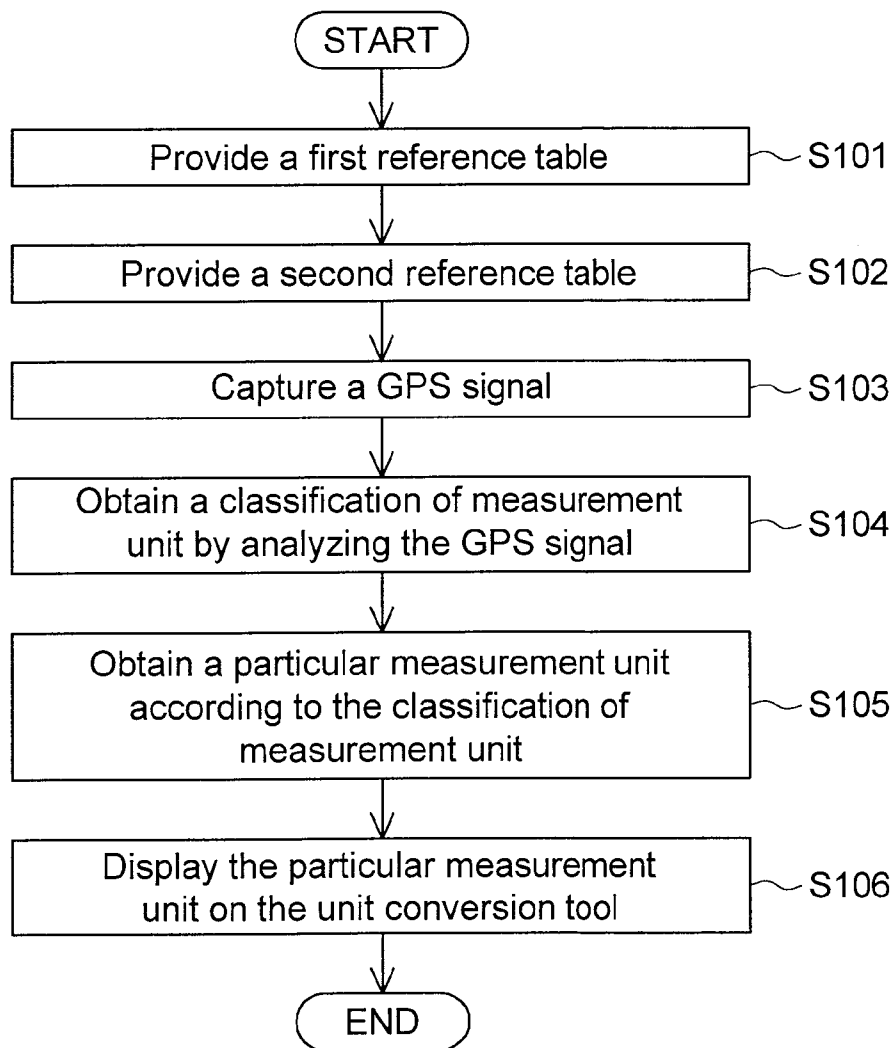 START
Provide a first reference table
S101
Provide a second reference table
S102
Capture a GPS signal
S103
Obtain a classification of measurement
unit by analyzing the GPS signal
S104
Obtain a particular measurement unit
according to the classification of
measurement unit
S105
Display the particular measurement
unit on the unit conversion tool
S106
END